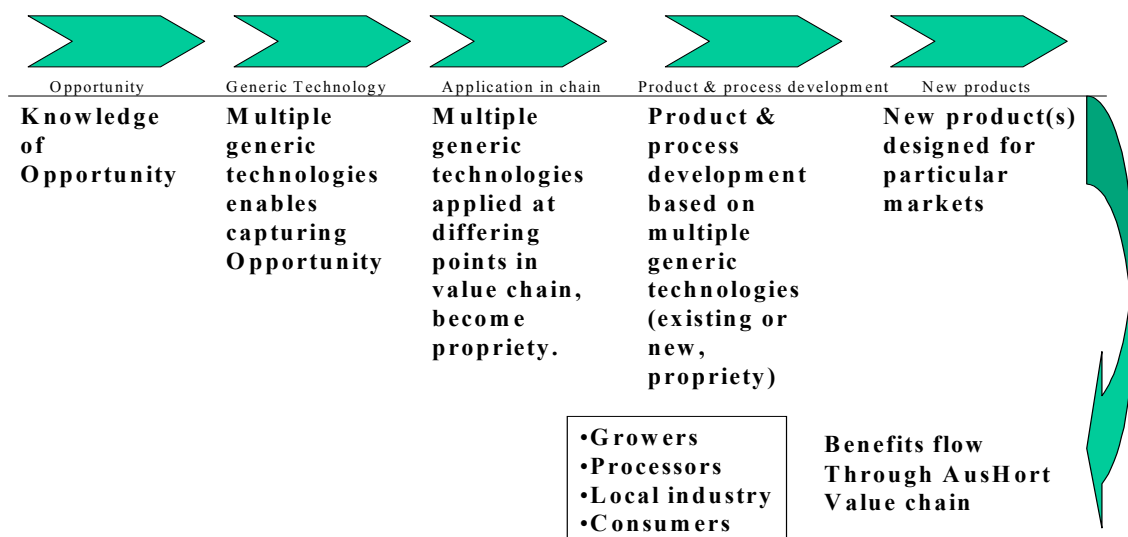 Opportunity
Generic Technology
Application in chain
Product & process development
New products
Knowledge
of
Opportunity
Multiple
generic
technologies
enables
capturing
Opportunity
Multiple
generic
technologies
applied at
differing
points in
value chain,
become
propriety.
Product &
process
development
based on
multiple
generic
technologies
(existing or
new,
propriety)
New product(s)
designed for
particular
markets
•Growers
•Processors
•Local industry
•Consumers
Benefits flow
Through AusHort
Value chain